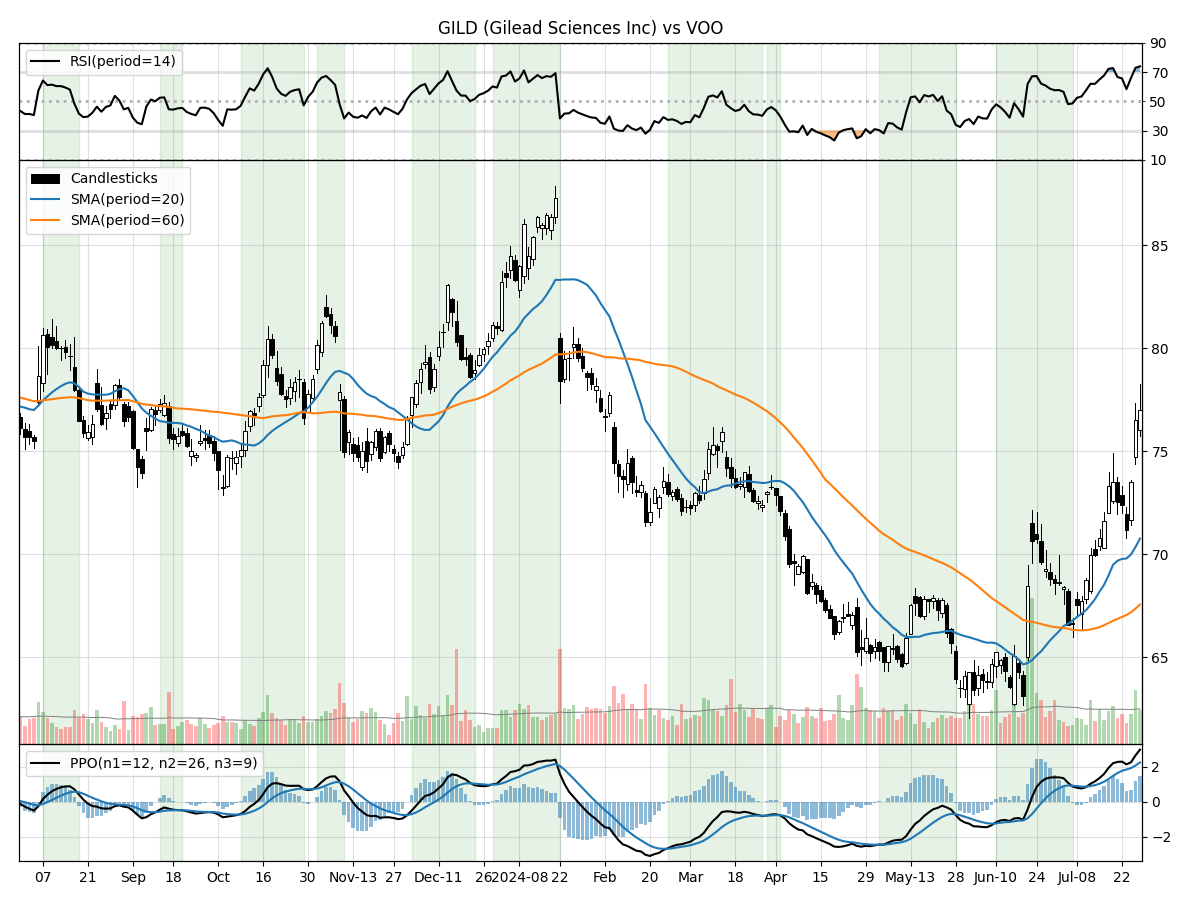 GILD (Gilead Sciences Inc) vs VOO
RSI(period=14)
90
70
50
30
10
Candlesticks
SMA(period=20)
SMA(period=60)
85
80
75
70
65
PPO(n1=12, n2=26, n3=9)
2
0
−2
07 21 Sep 18 Oct 16 30 Nov-13 27 Dec-11 26 2024-08 22 Feb 20 Mar 18 Apr 15 29 May-13 28 Jun-10 24 Jul-08 22